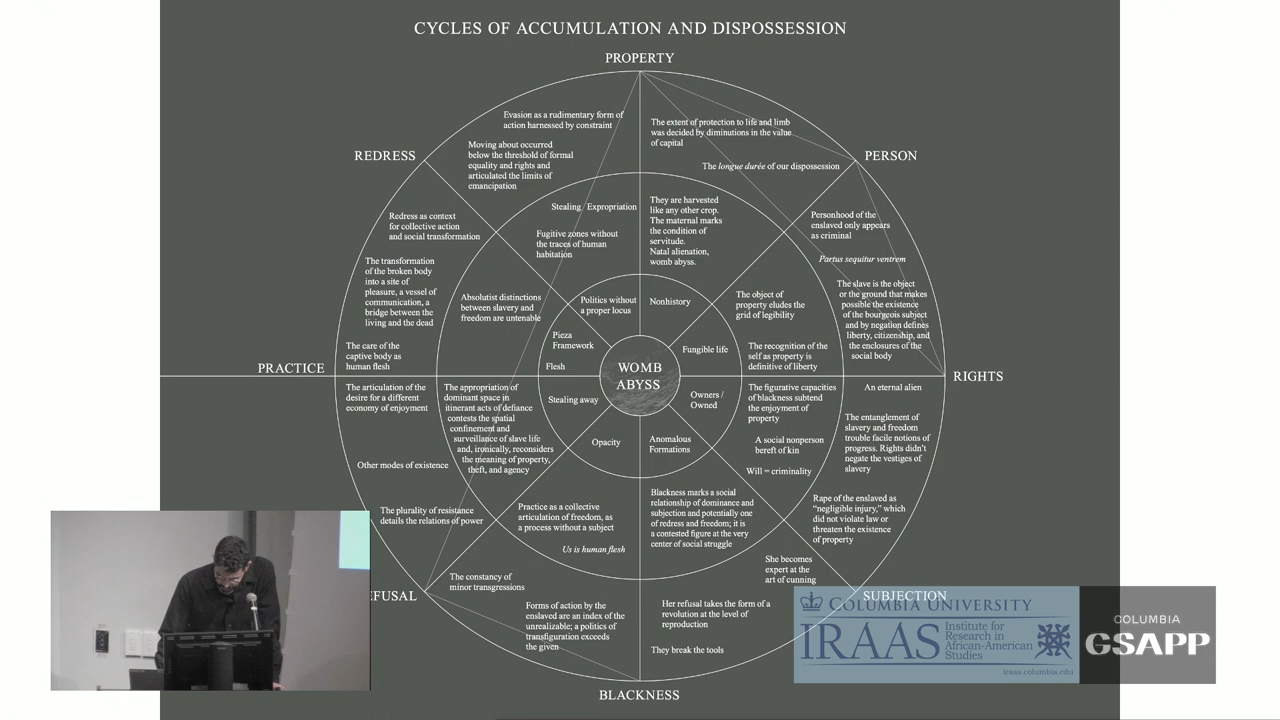 CYCLES OF ACCUMULATION AND DISPOSSESSION
PROPERTY
Evasion as a rudimentary form of
action harnessed by constraint
The extent of protection to life and limb
was decided by diminutions in the value
of capital
Moving about occurred
below the threshold of formal
equality and rights and
articulated the limits of
emancipation
REDRESS
PERSON
The longue durée of our dispossession
Stealing Expropriation
They are harvested
like any other crop.
The maternal marks
the condition of
servitude.
Natal alienation,
womb abyss.
Redress as context
for collective action
and social transformation
Personhood of the
enslaved only appears
as criminal
Fugitive zones without
the traces of human
habitation
Partus sequitur ventrem
The transformation
of the broken body
into a site of
pleasure, a vessel of
communication, a
bridge between the
living and the dead
The slave is the object
or the ground that makes
possible the existence
of the bourgeois subject
and by negation defines
liberty, citizenship, and
the enclosures of the
social body
Absolutist distinctions
between slavery and
freedom are untenable
Politics without
a proper locus
Nonhistory
The object of
property eludes the
grid of legibility
Pieza
Framework
Fungible life
The care of the
captive body as
human flesh
The recognition of the
self as property is
definitive of liberty
Flesh
PRACTICE
WOMB
ABYSS
RIGHTS
The articulation of the
desire for a different
economy of enjoyment
The appropriation of
dominant space in
itinerant acts of defiance
contests the spatial
confinement and
surveillance of slave life
and, ironically, reconsiders
the meaning of property,
theft, and agency
Stealing away
Owners /
Owned
The figurative capacities
of blackness subtend
the enjoyment of
property
An eternal alien
Opacity
Anomalous
Formations
A social nonperson
bereft of kin
The entanglement of
slavery and freedom
trouble facile notions of
progress. Rights didn't
negate the vestiges of
slavery
Other modes of existence
Will = criminality
The plurality of resistance
details the relations of power
Practice as a collective
articulation of freedom, as
a process without a subject
Us is human flesh
Blackness marks a social
relationship of dominance and
subjection and potentially one
of redress and freedom; it is
a contested figure at the very
center of social struggle
Rape of the enslaved as
"negligible injury," which
did not violate law or
threaten the existence
of property
She becomes
expert at the
art of cunning
The constancy of
minor transgressions
EFUSAL
SUBJECTION
Forms of action by the
enslaved are an index of the
unrealizable; a politics of
transfiguration exceeds
the given
Her refusal takes the form of a
revolution at the level of
reproduction
They break the tools
BLACKNESS
COLUMBIA UNIVERSITY
IRAAS
Institute for
Research in
African-American
Studies
iraas.columbia.edu
COLUMBIA
GSAPP